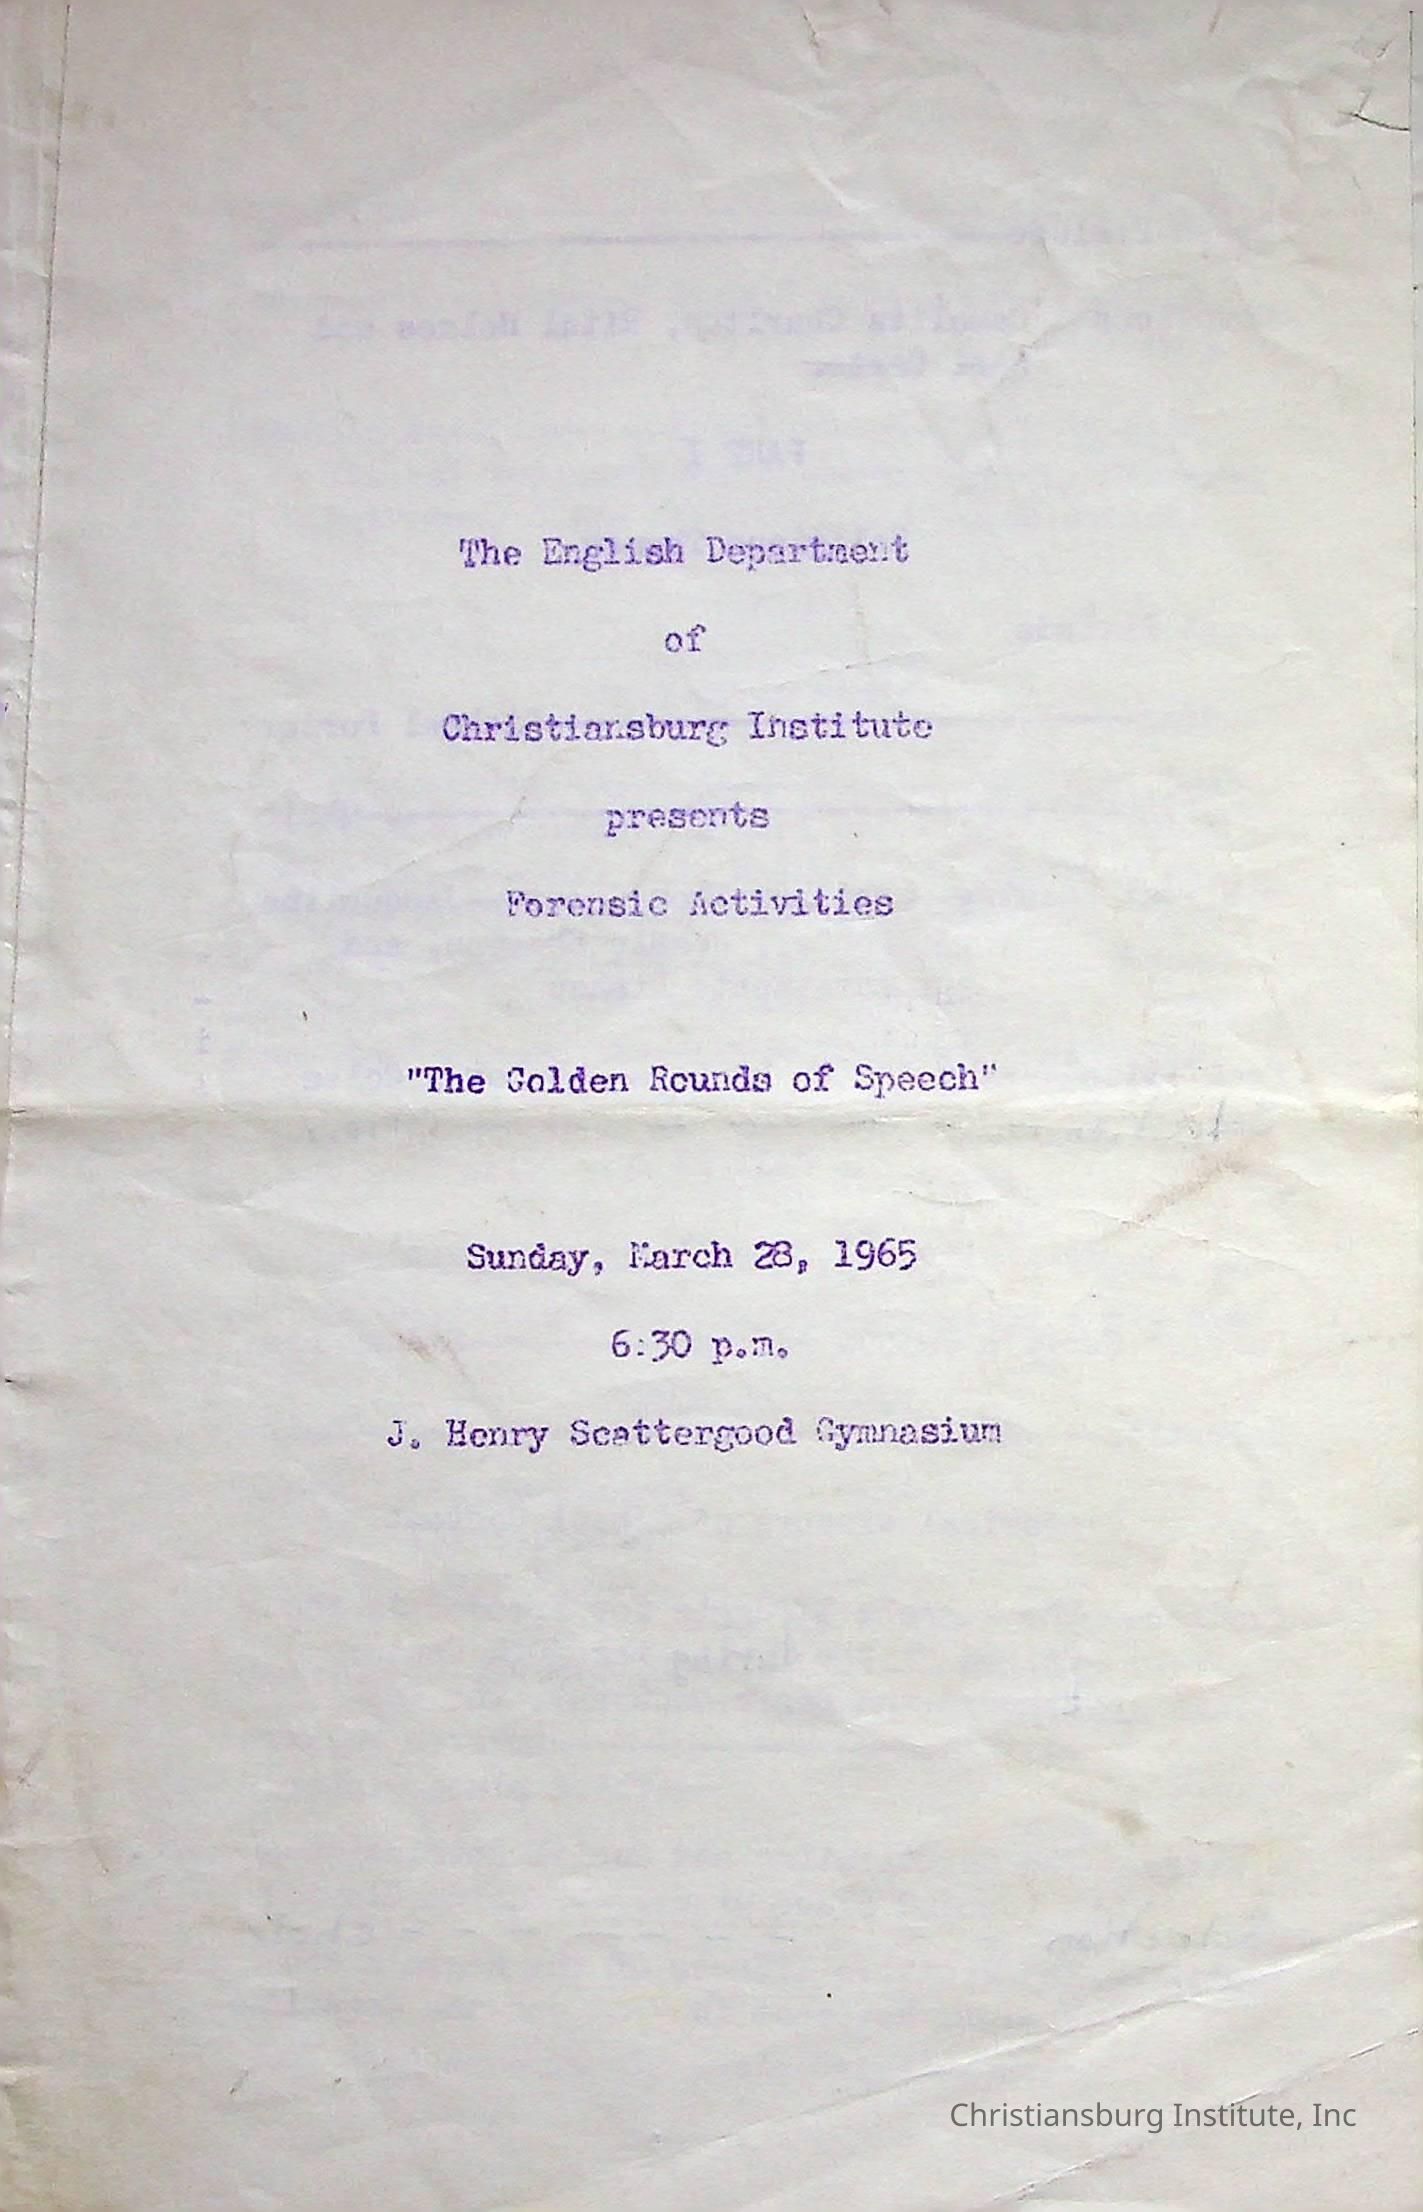 The English Department
of
Christiansburg Institute
presents
Forensic Activities
"The Golden Rounds of Speech"
Sunday, March 28, 1965
6:30 p.m.
J. Henry Scattergood Gymnasium
Christiansburg Institute, Inc